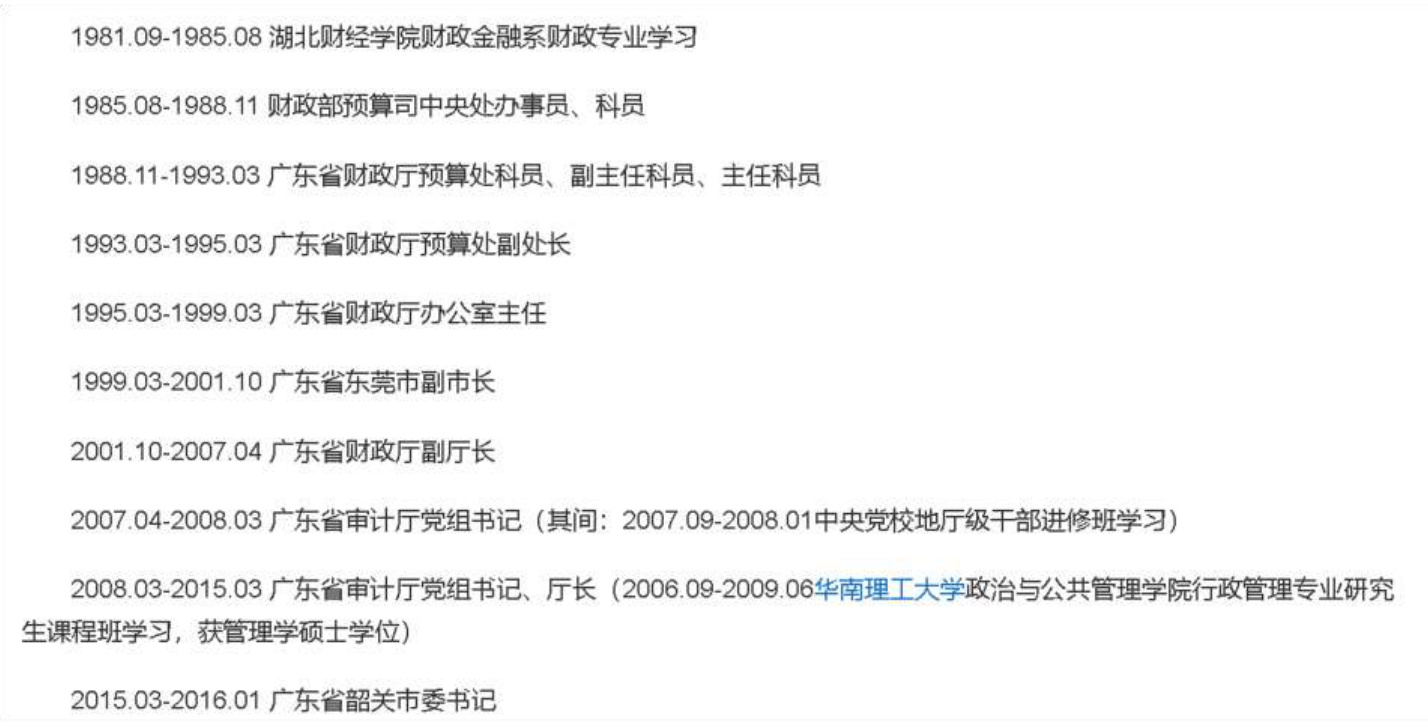 1981.09-1985.08 湖北财经学院财政金融系财政专业学习
1985.08-1988.11 财政部预算司中央处办事员、科员
1988.11-1993.03 广东省财政厅预算处科员、副主任科员、主任科员
1993.03-1995.03 广东省财政厅预算处副处长
1995.03-1999.03 广东省财政厅办公室主任
1999.03-2001.10 广东省东莞市副市长
2001.10-2007.04 广东省财政厅副厅长
2007.04-2008.03 广东省审计厅党组书记（其间：2007.09-2008.01中央党校地厅级干部进修班学习）
2008.03-2015.03 广东省审计厅党组书记、厅长（2006.09-2009.06华南理工大学政治与公共管理学院行政管理专业研究
生课程班学习，获管理学硕士学位）
2015.03-2016.01 广东省韶关市委书记